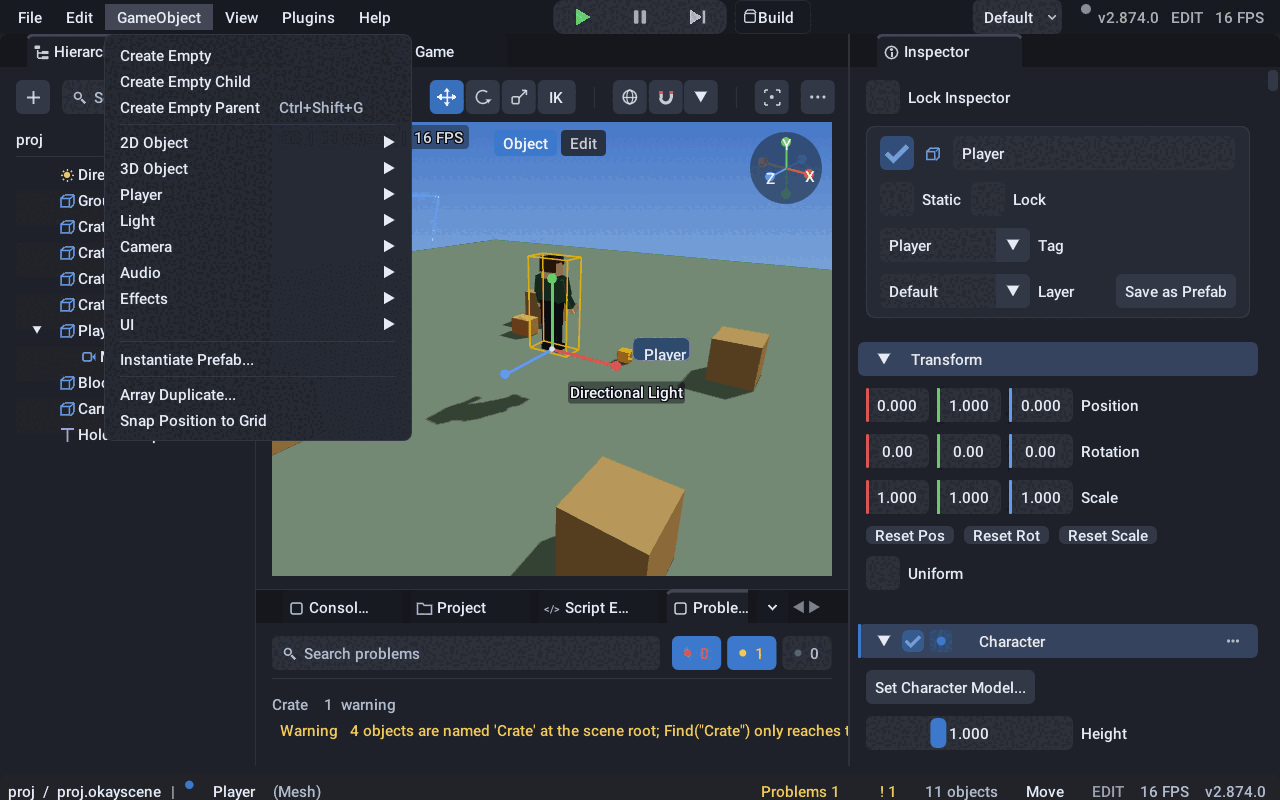 File Edit GameObject View Plugins Help
Build
Default v2.874.0 EDIT 16 FPS
Hierarc
Game
Inspector
Create Empty
Create Empty Child
Create Empty Parent Ctrl+Shift+G
2D Object
3D Object
Player
Light
Camera
Audio
Effects
UI
Instantiate Prefab...
Array Duplicate...
Snap Position to Grid
S
IK
proj
Dire
Grou
Crat
Crat
Crat
Crat
Play
Bloc
Carr
Holo
16 FPS
Object Edit
Y
X
Z
Player
Directional Light
Lock Inspector
Player
Static Lock
Player Tag
Default Layer Save as Prefab
Transform
0.000 1.000 0.000 Position
0.00 0.00 0.00 Rotation
1.000 1.000 1.000 Scale
Reset Pos Reset Rot Reset Scale
Uniform
Character
Set Character Model...
1.000 Height
Consol... Project Script E... Proble...
Search problems 0 1 0
Crate 1 warning
Warning 4 objects are named 'Crate' at the scene root; Find("Crate") only reaches t
proj / proj.okayscene | Player (Mesh)
Problems 1 ! 1 11 objects Move EDIT 16 FPS v2.874.0